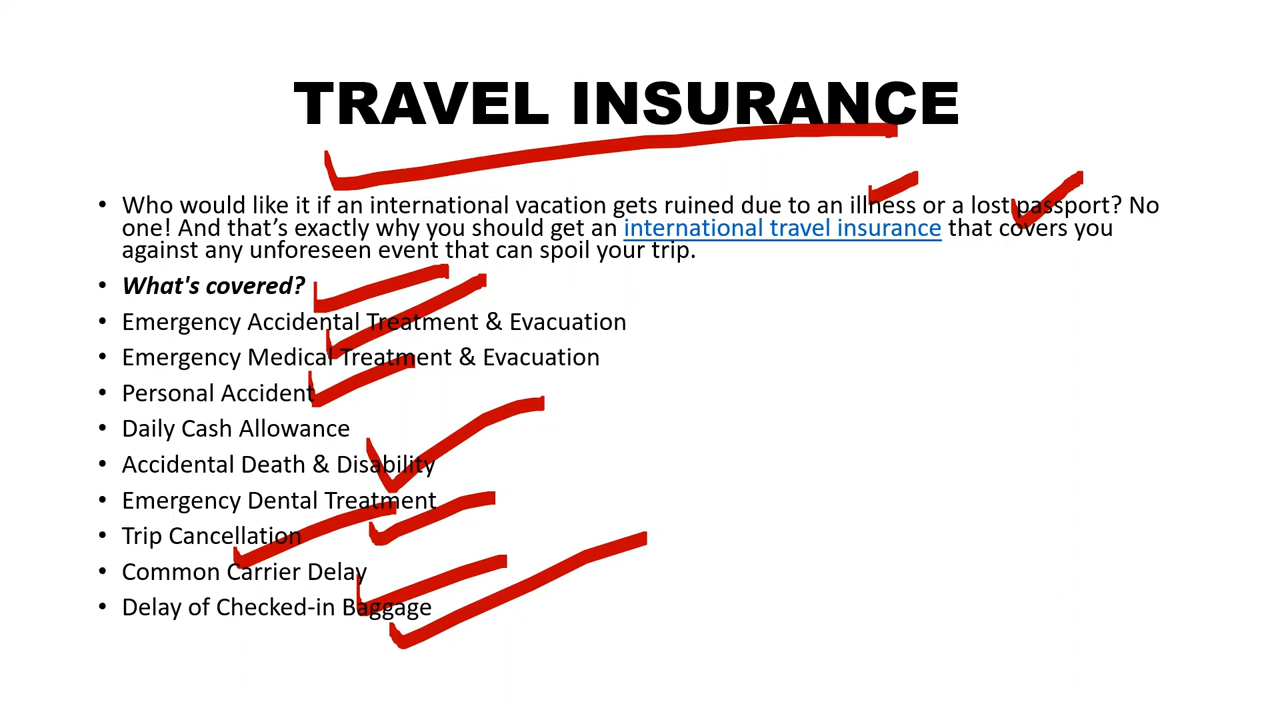 TRAVEL INSURANCE
• Who would like it if an international vacation gets ruined due to an illness or a lost passport? No
one! And that’s exactly why you should get an international travel insurance that covers you
against any unforeseen event that can spoil your trip.
• What's covered?
• Emergency Accidental Treatment & Evacuation
• Emergency Medical Treatment & Evacuation
• Personal Accident
• Daily Cash Allowance
• Accidental Death & Disability
• Emergency Dental Treatment
• Trip Cancellation
• Common Carrier Delay
• Delay of Checked-in Baggage